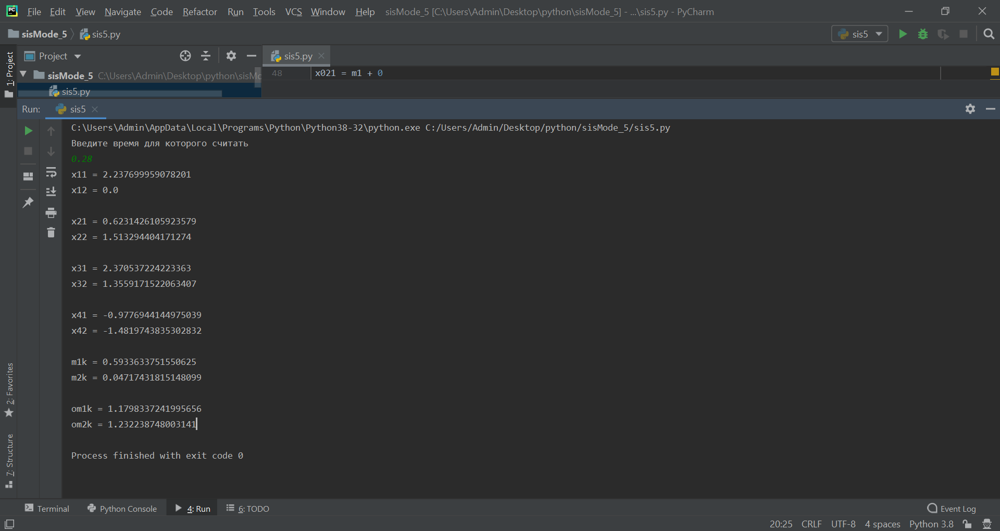 File Edit View Navigate Code Refactor Run Tools VCS Window Help sisMode_5 [C:\Users\Admin\Desktop\python\sisMode_5] - ...\sis5.py - PyCharm
sisMode_5 sis5.py
sis5
1: Project
Project
sis5.py
sisMode_5 C:\Users\Admin\Desktop\python\sisMo
48 x021 = m1 + 0
sis5.py
Run: sis5
C:\Users\Admin\AppData\Local\Programs\Python\Python38-32\python.exe C:/Users/Admin/Desktop/python/sisMode_5/sis5.py
Введите время для которого считать
0.28
x11 = 2.237699959078201
x12 = 0.0
x21 = 0.6231426105923579
x22 = 1.513294404171274
x31 = 2.370537224223363
x32 = 1.3559171522063407
x41 = -0.9776944144975039
x42 = -1.4819743835302832
m1k = 0.5933633751550625
m2k = 0.04717431815148099
om1k = 1.1798337241995656
om2k = 1.232238748003141
Process finished with exit code 0
2: Favorites
7: Structure
Terminal Python Console 4: Run 6: TODO Event Log
20:25 CRLF UTF-8 4 spaces Python 3.8